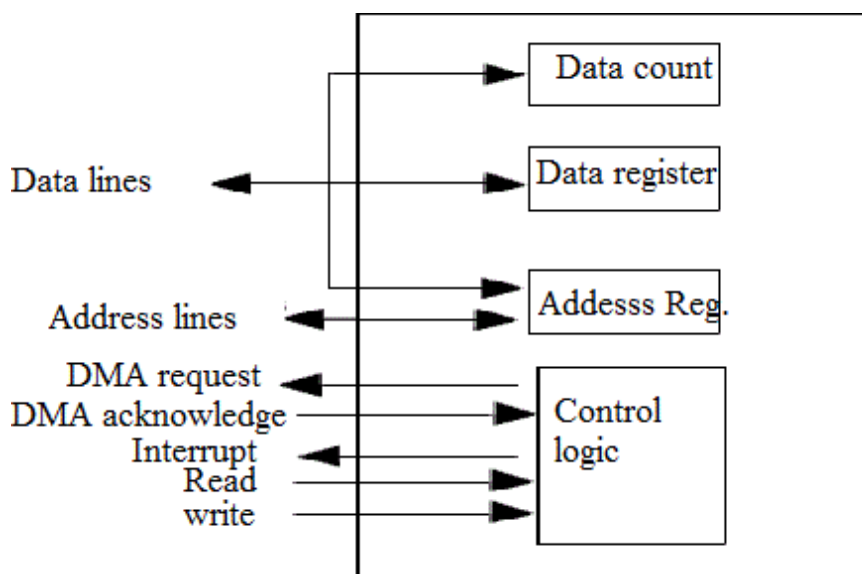 Data count
Data lines
Data register
Address lines
Addesss Reg.
DMA request
DMA acknowledge
Interrupt
Read
write
Control
logic